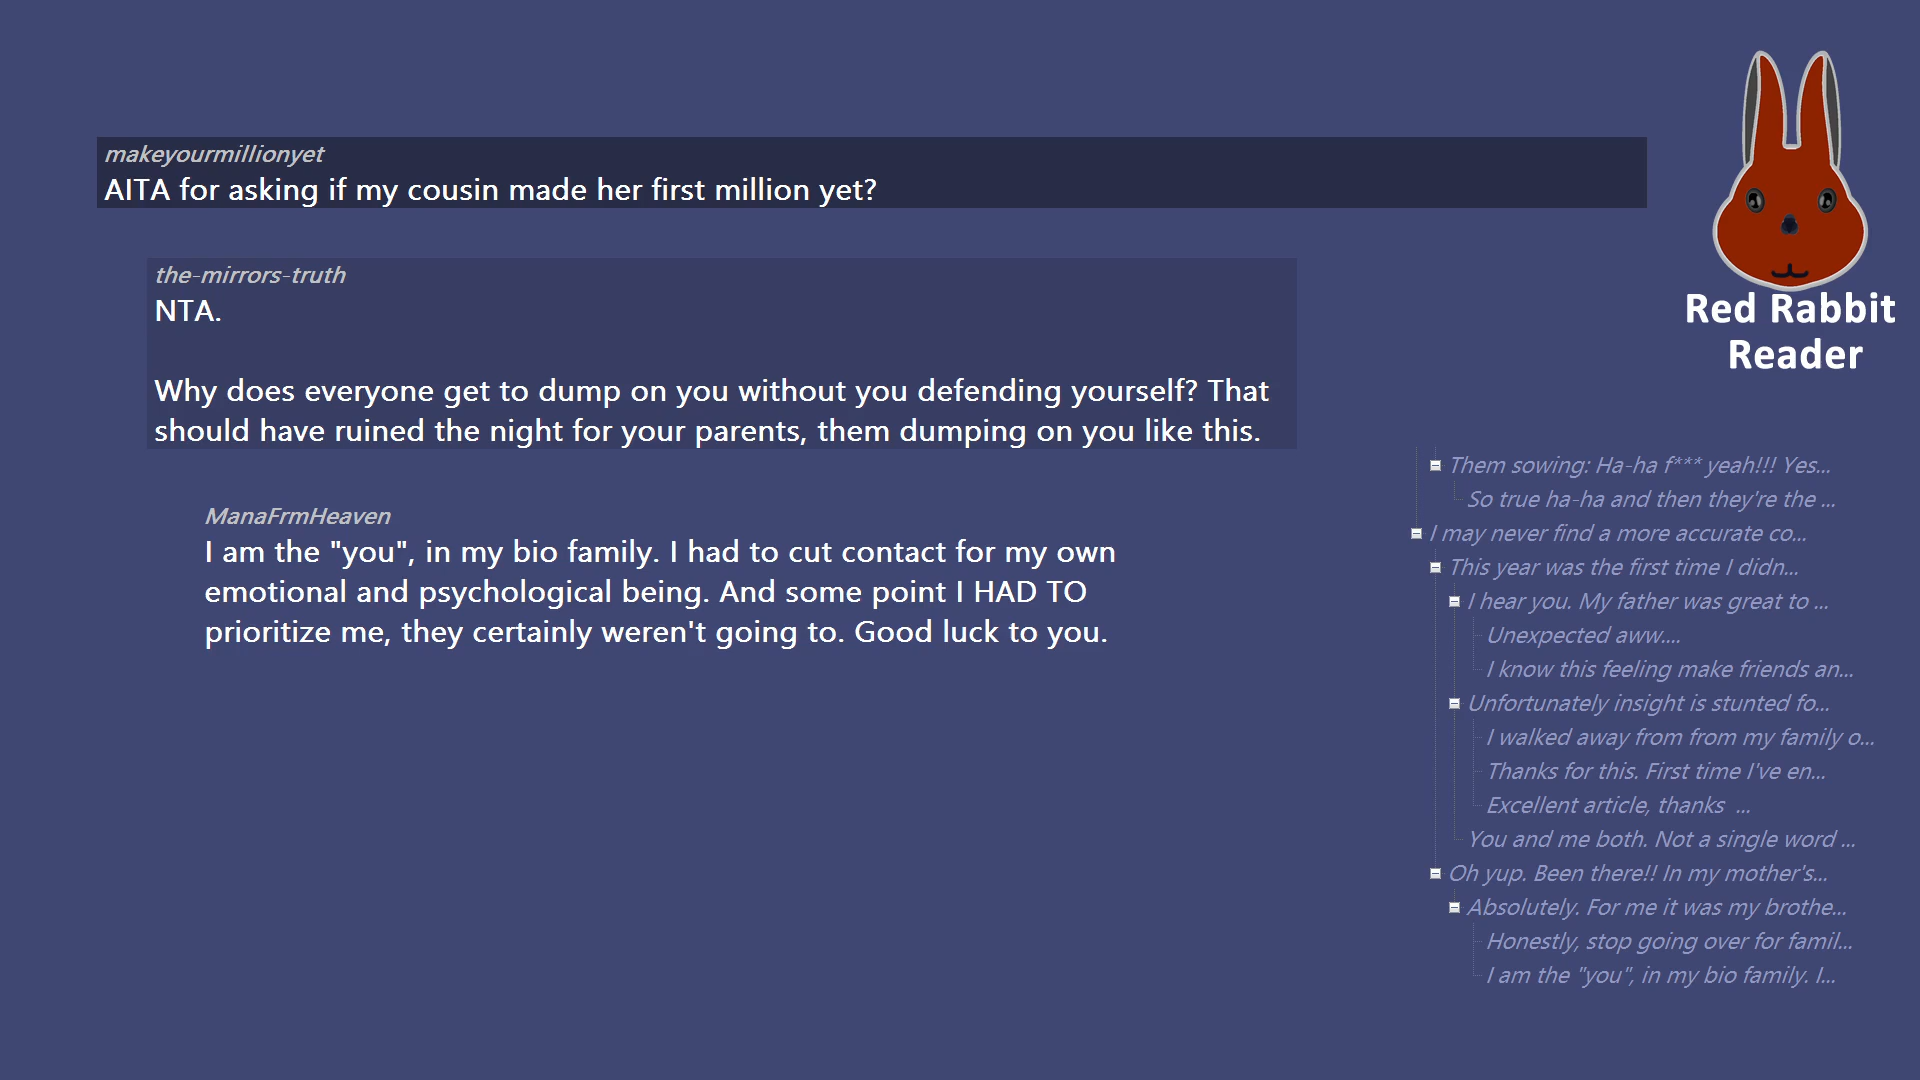 makeyourmillionyet
AITA for asking if my cousin made her first million yet?
the-mirrors-truth
NTA.
Why does everyone get to dump on you without you defending yourself? That
should have ruined the night for your parents, them dumping on you like this.
ManaFrmHeaven
I am the "you", in my bio family. I had to cut contact for my own
emotional and psychological being. And some point I HAD TO
prioritize me, they certainly weren't going to. Good luck to you.
Red Rabbit
Reader
Them sowing: Ha-ha f*** yeah!!! Yes...
So true ha-ha and then they're the ...
I may never find a more accurate co...
This year was the first time I didn...
I hear you. My father was great to ...
Unexpected aww....
I know this feeling make friends an...
Unfortunately insight is stunted fo...
I walked away from from my family o...
Thanks for this. First time I've en...
Excellent article, thanks  ...
You and me both. Not a single word ...
Oh yup. Been there!! In my mother's...
Absolutely. For me it was my brothe...
Honestly, stop going over for famil...
I am the "you", in my bio family. I...